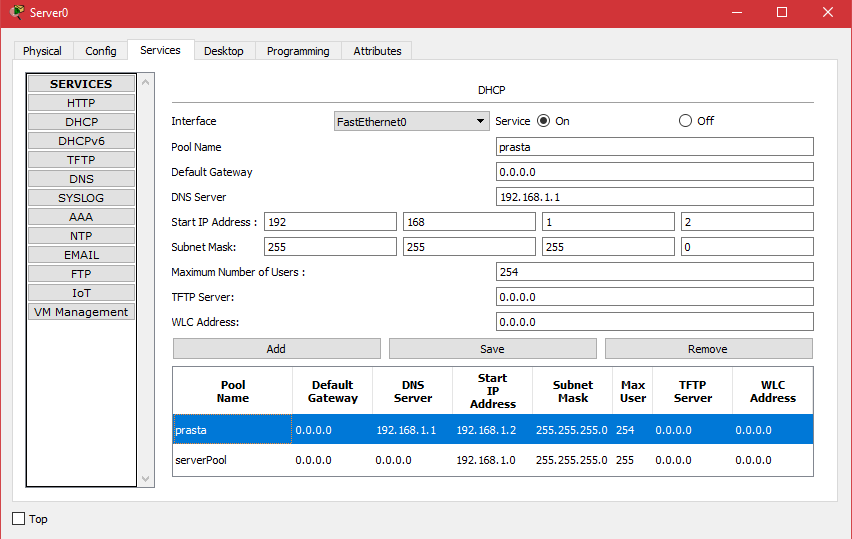 Server0
Physical Config Services Desktop Programming Attributes
SERVICES
HTTP
DHCP
DHCPv6
TFTP
DNS
SYSLOG
AAA
NTP
EMAIL
FTP
IoT
VM Management
DHCP
Interface FastEthernet0 Service On Off
Pool Name prasta
Default Gateway 0.0.0.0
DNS Server 192.168.1.1
Start IP Address : 192 168 1 2
Subnet Mask: 255 255 255 0
Maximum Number of Users : 254
TFTP Server: 0.0.0.0
WLC Address: 0.0.0.0
Add Save Remove
Pool Name Default Gateway DNS Server Start IP Address Subnet Mask Max User TFTP Server WLC Address
prasta 0.0.0.0 192.168.1.1 192.168.1.2 255.255.255.0 254 0.0.0.0 0.0.0.0
serverPool 0.0.0.0 0.0.0.0 192.168.1.0 255.255.255.0 255 0.0.0.0 0.0.0.0
Top